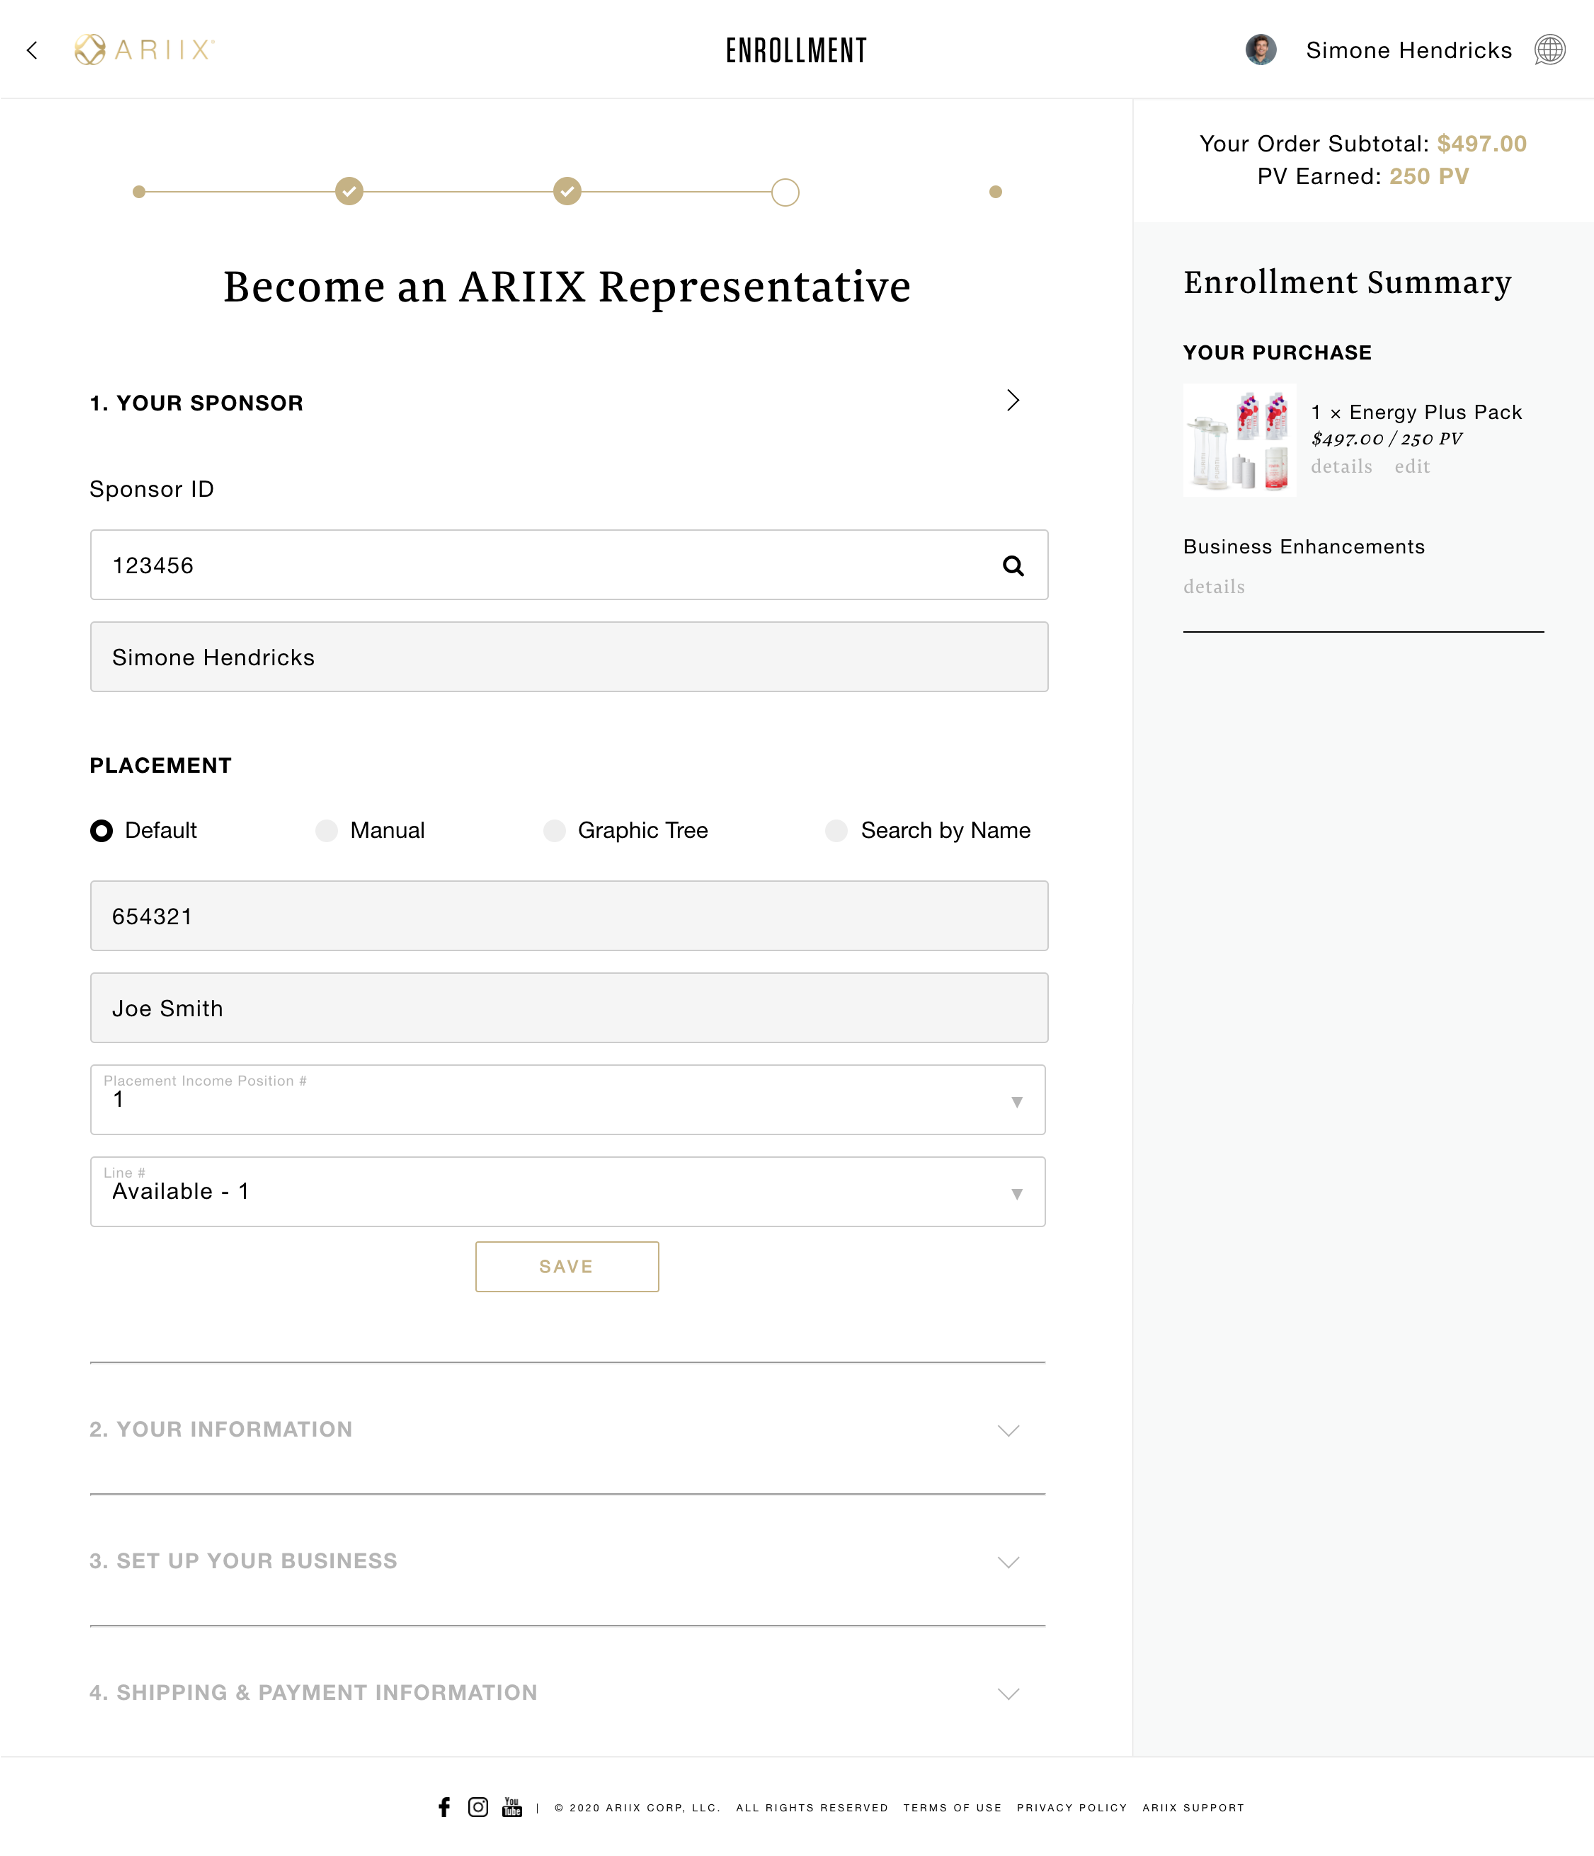 ARIIX
ENROLLMENT
Simone Hendricks
Your Order Subtotal: $497.00
PV Earned: 250 PV
Become an ARIIX Representative
1. YOUR SPONSOR
Sponsor ID
123456
Simone Hendricks
PLACEMENT
Default
Manual
Graphic Tree
Search by Name
654321
Joe Smith
Placement Income Position #
1
Line #
Available - 1
SAVE
2. YOUR INFORMATION
3. SET UP YOUR BUSINESS
4. SHIPPING & PAYMENT INFORMATION
Enrollment Summary
YOUR PURCHASE
1 × Energy Plus Pack
$497.00 / 250 PV
details edit
Business Enhancements
details
You Tube | © 2020 ARIIX CORP, LLC. ALL RIGHTS RESERVED TERMS OF USE PRIVACY POLICY ARIIX SUPPORT